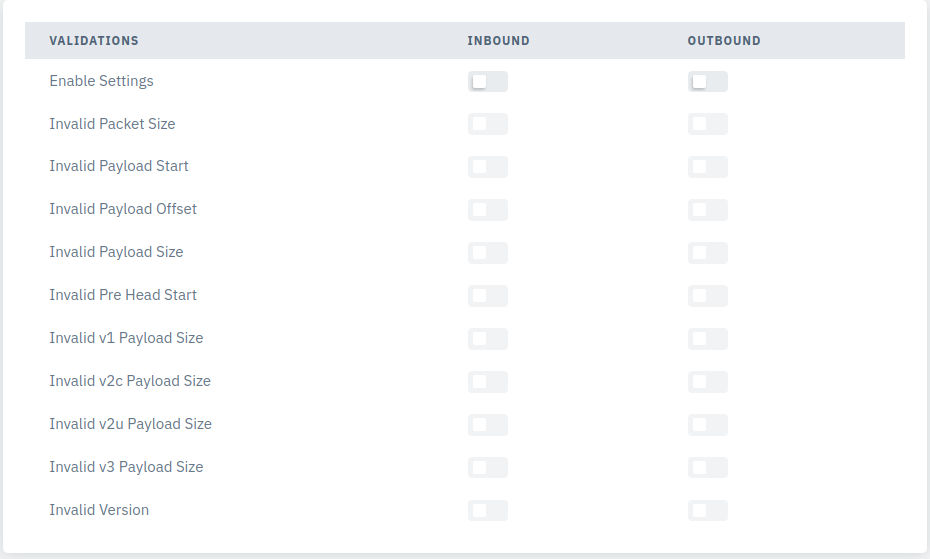 VALIDATIONS INBOUND OUTBOUND
Enable Settings
Invalid Packet Size
Invalid Payload Start
Invalid Payload Offset
Invalid Payload Size
Invalid Pre Head Start
Invalid v1 Payload Size
Invalid v2c Payload Size
Invalid v2u Payload Size
Invalid v3 Payload Size
Invalid Version